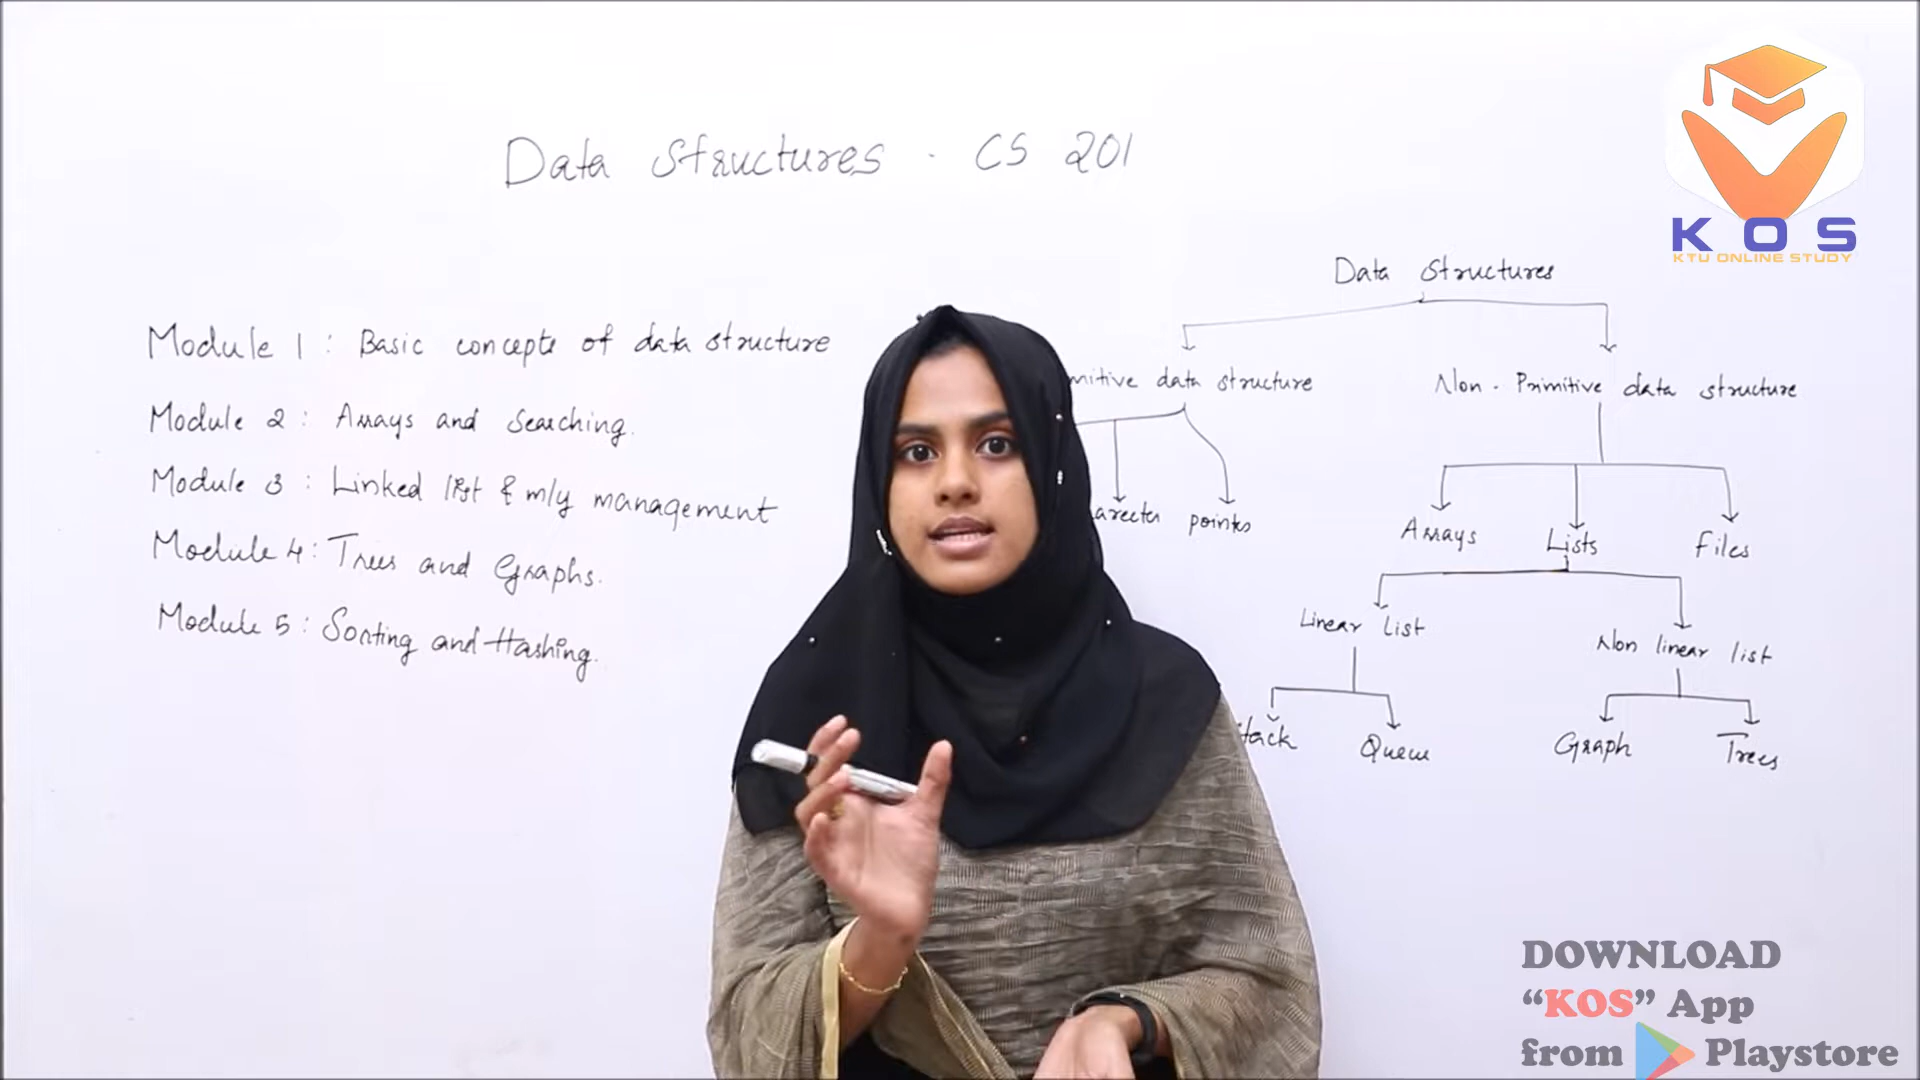 Data Structures - CS 201
KOS
KTU ONLINE STUDY
Module 1 : Basic concepts of data structure
Module 2 : Arrays and Searching.
Module 3 : Linked list & m/y management
Module 4 : Trees and Graphs.
Module 5 : Sorting and Hashing.
Data Structures
mitive data structure
Non - Primitive data structure
pointer
Arrays Lists Files
Linear list
Non linear list
tack Queue
Graph Trees
DOWNLOAD
“KOS” App
from Playstore